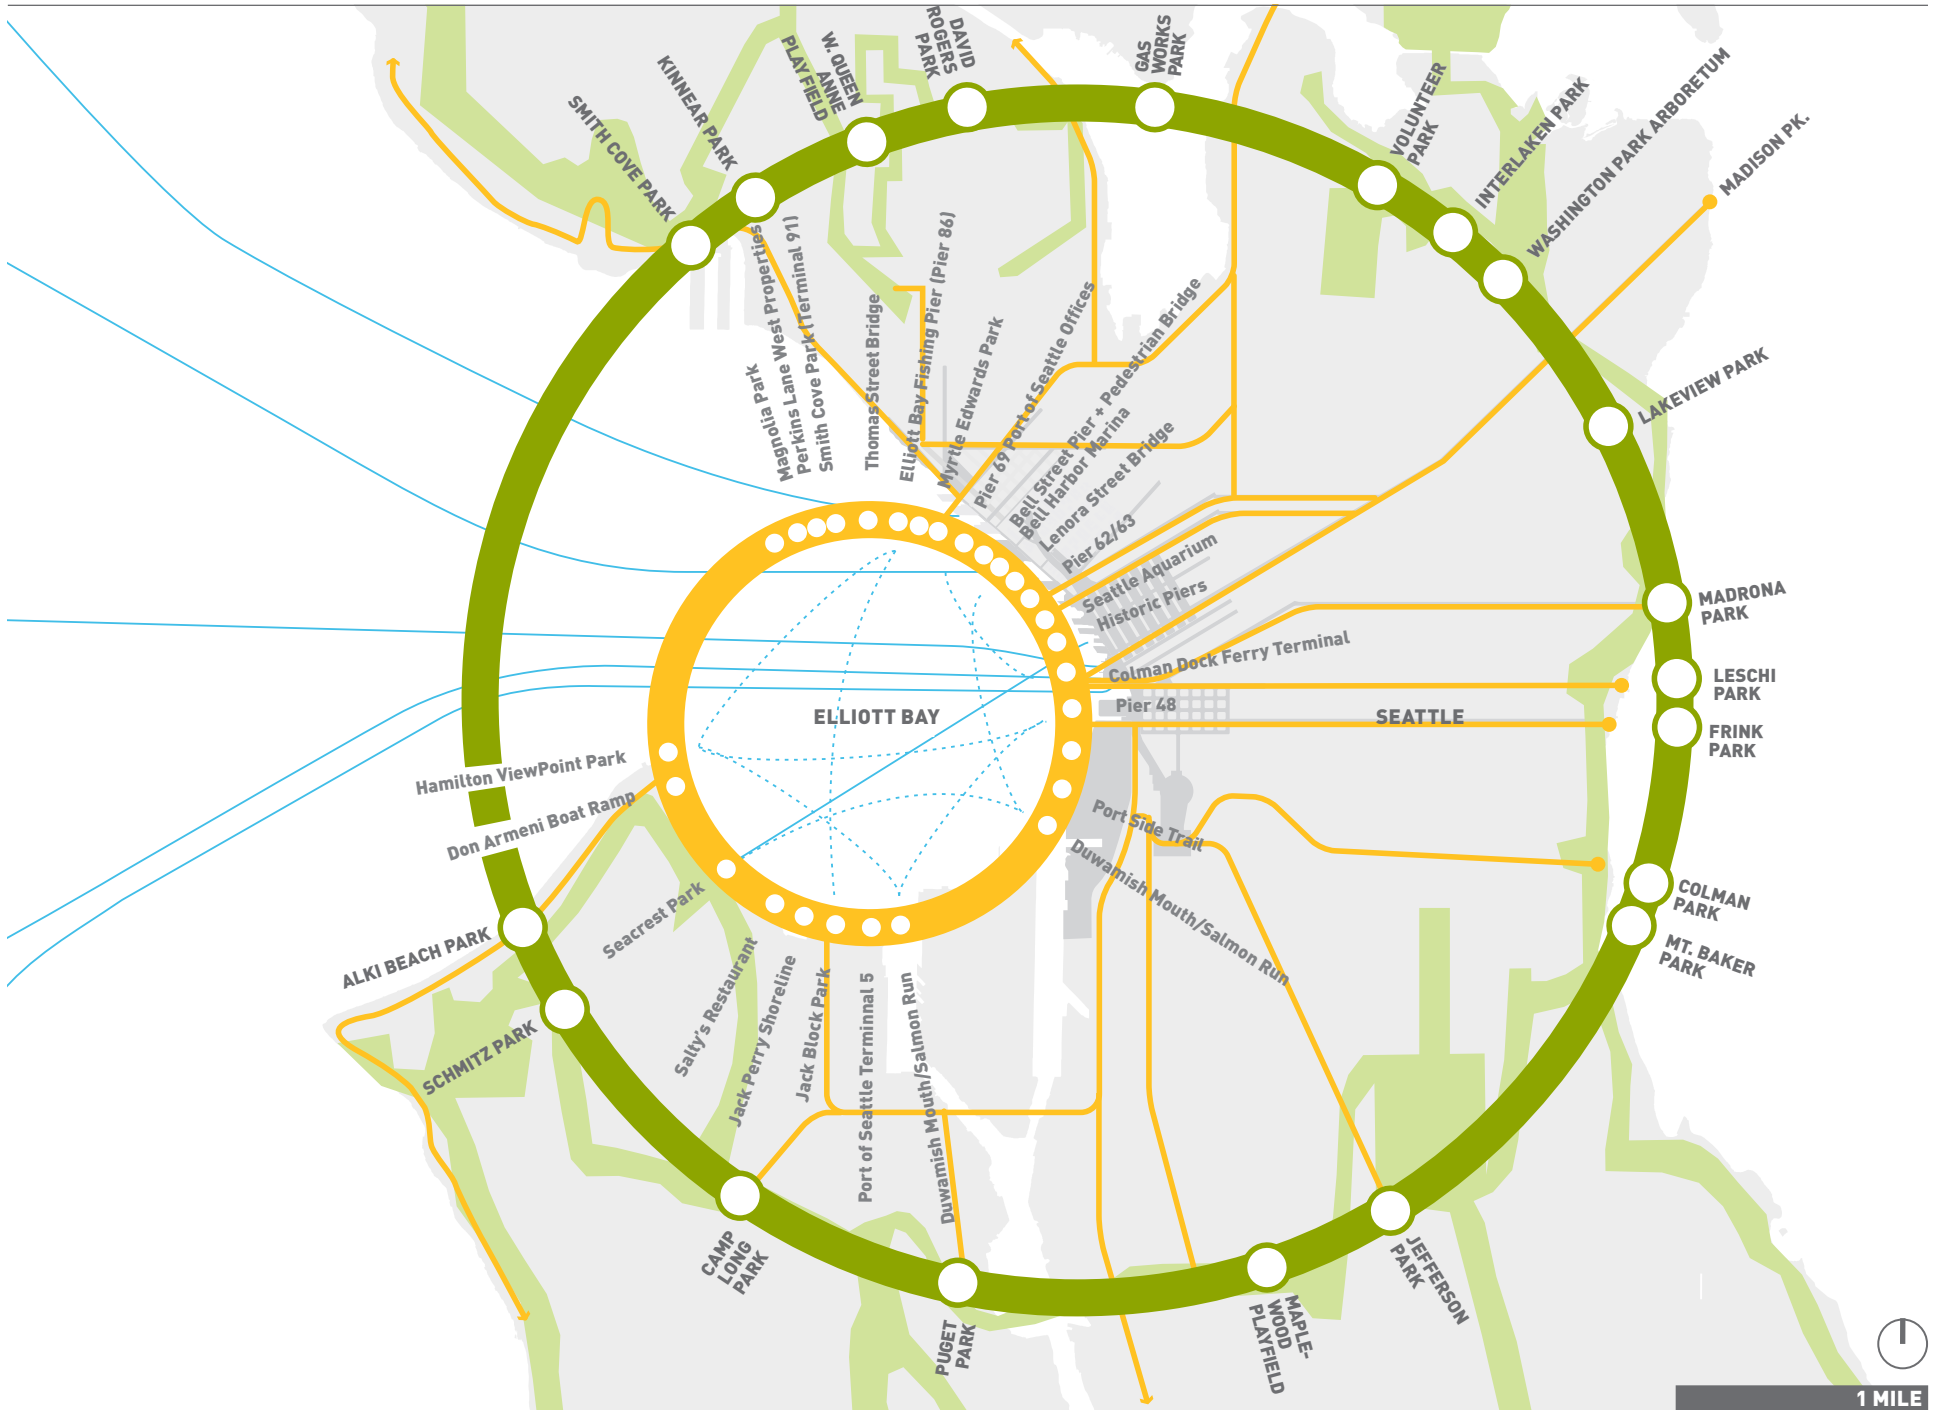 DAVID
ROGERS
PARK
GAS
WORKS
PARK
W. QUEEN
ANNE
PLAYFIELD
KINNEAR PARK
SMITH COVE PARK
VOLUNTEER
PARK
INTERLAKEN PARK
WASHINGTON PARK ARBORETUM
MADISON PK.
LAKEVIEW PARK
MADRONA
PARK
LESCHI
PARK
FRINK
PARK
COLMAN
PARK
MT. BAKER
PARK
JEFFERSON
PARK
MAPLE-
WOOD
PLAYFIELD
PUGET
PARK
CAMP
LONG
PARK
SCHMITZ PARK
ALKI BEACH PARK
Magnolia Park
Perkins Lane West Properties
Smith Cove Park (Terminal 91)
Thomas Street Bridge
Elliott Bay Fishing Pier (Pier 86)
Myrtle Edwards Park
Pier 69 Port of Seattle Offices
Bell Street Pier + Pedestrian Bridge
Bell Harbor Marina
Lenora Street Bridge
Pier 62/63
Seattle Aquarium
Historic Piers
Colman Dock Ferry Terminal
Pier 48
ELLIOTT BAY
SEATTLE
Port Side Trail
Duwamish Mouth/Salmon Run
Hamilton ViewPoint Park
Don Armeni Boat Ramp
Seacrest Park
Salty's Restaurant
Jack Perry Shoreline
Jack Block Park
Port of Seattle Terminnal 5
Duwamish Mouth/Salmon Run
1 MILE